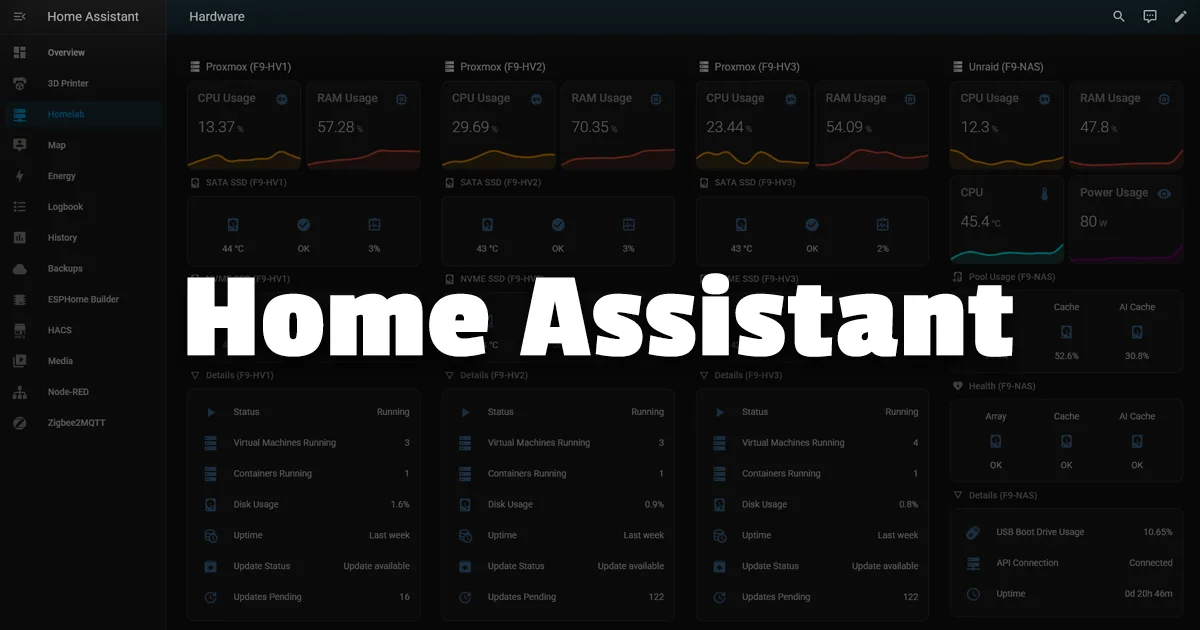 Home Assistant
Hardware
Overview
3D Printer
Homelab
Map
Energy
Logbook
History
Backups
ESPHome Builder
HACS
Media
Node-RED
Zigbee2MQTT
Proxmox (F9-HV1)
CPU Usage
13.37 %
RAM Usage
57.28 %
SATA SSD (F9-HV1)
44 °C
OK
3%
(F9-HV1)
Details (F9-HV1)
Status Running
Virtual Machines Running 3
Containers Running 1
Disk Usage 1.6%
Uptime Last week
Update Status Update available
Updates Pending 16
Proxmox (F9-HV2)
CPU Usage
29.69 %
RAM Usage
70.35 %
SATA SSD (F9-HV2)
43 °C
OK
3%
NVME SSD
Details (F9-HV2)
Status Running
Virtual Machines Running 3
Containers Running 1
Disk Usage 0.9%
Uptime Last week
Update Status Update available
Updates Pending 122
Proxmox (F9-HV3)
CPU Usage
23.44 %
RAM Usage
54.09 %
SATA SSD (F9-HV3)
43 °C
OK
2%
SSD (F9-HV3)
Details (F9-HV3)
Status Running
Virtual Machines Running 4
Containers Running 1
Disk Usage 0.8%
Uptime Last week
Update Status Update available
Updates Pending 122
Unraid (F9-NAS)
CPU Usage
12.3 %
RAM Usage
47.8 %
CPU
45.4 °C
Power Usage
80 W
Pool Usage (F9-NAS)
Cache AI Cache
52.6% 30.8%
Health (F9-NAS)
Array Cache AI Cache
OK OK OK
Details (F9-NAS)
USB Boot Drive Usage 10.65%
API Connection Connected
Uptime 0d 20h 46m
Home Assistant